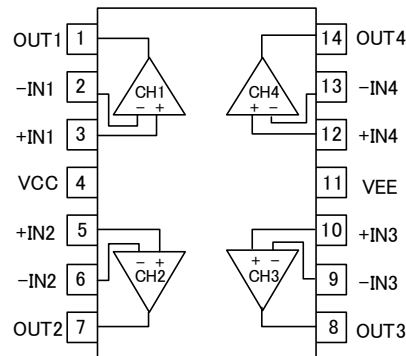 OUT1 1 14 OUT4
-IN1 2 CH1 CH4 13 -IN4
- + + -
+IN1 3 12 +IN4
VCC 4 11 VEE
+IN2 5 10 +IN3
- + + -
-IN2 6 CH2 CH3 9 -IN3
OUT2 7 8 OUT3